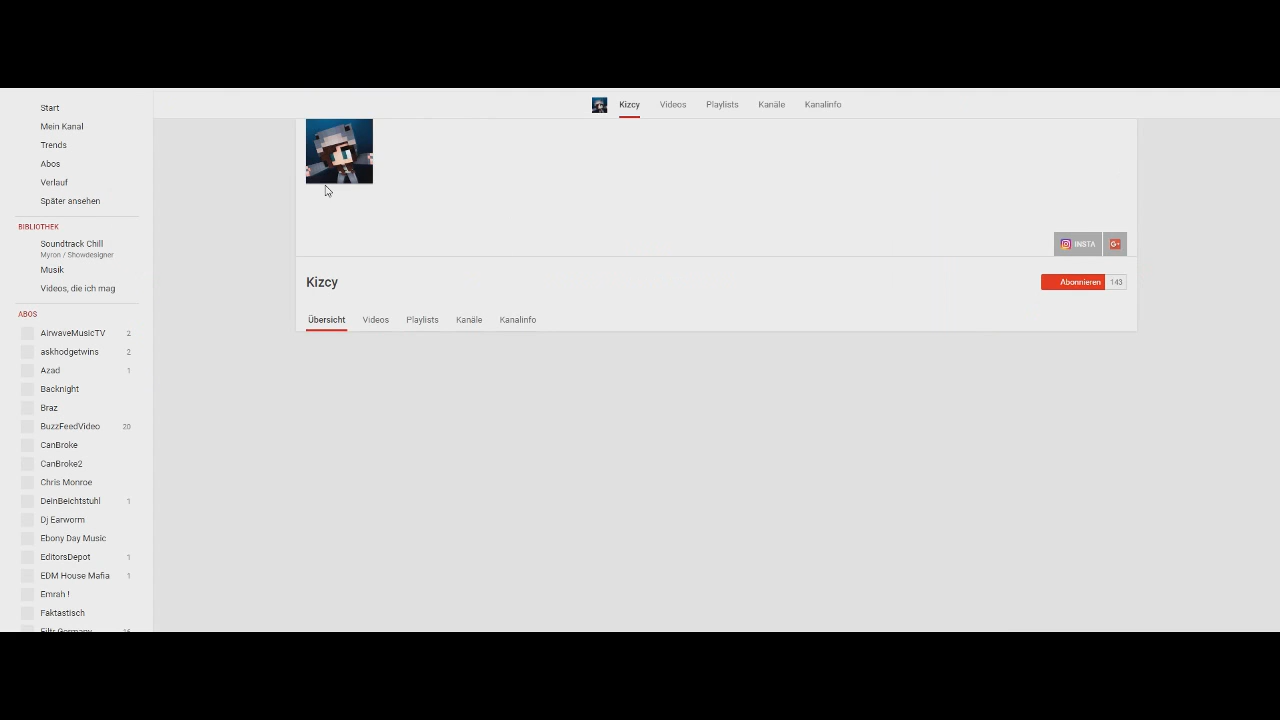 Start
Mein Kanal
Trends
Abos
Verlauf
Später ansehen
BIBLIOTHEK
Soundtrack Chill
Myron / Showdesigner
Musik
Videos, die ich mag
ABOS
AirwaveMusicTV 2
askhodgetwins 2
Azad 1
Backnight
Braz
BuzzFeedVideo 20
CanBroke
CanBroke2
Chris Monroe
DeinBeichtstuhl 1
Dj Earworm
Ebony Day Music
EditorsDepot 1
EDM House Mafia 1
Emrah !
Faktastisch
Filtr Germany
Kizcy Videos Playlists Kanäle Kanalinfo
INSTA G+
Kizcy
Abonnieren 143
Übersicht Videos Playlists Kanäle Kanalinfo